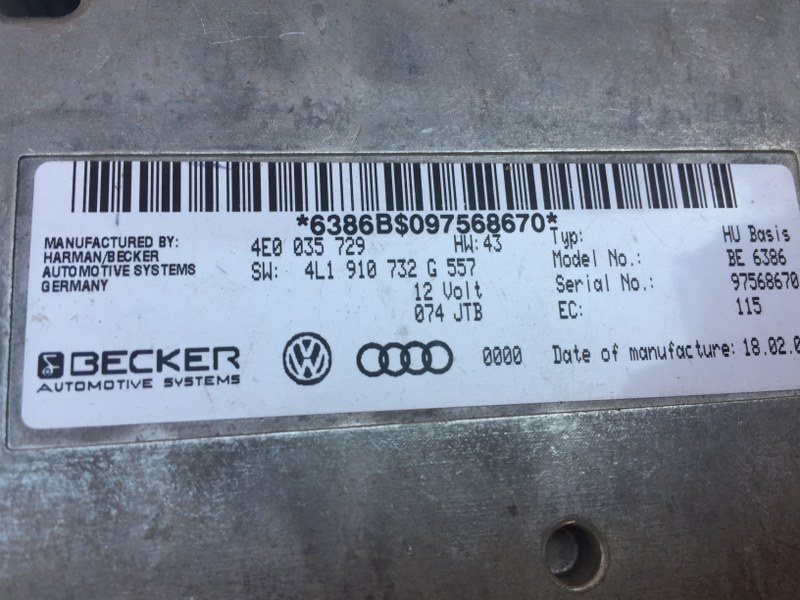 *6386B$097568670*
MANUFACTURED BY:
HARMAN/BECKER
AUTOMOTIVE SYSTEMS
GERMANY
4E0 035 729 HW:43
SW: 4L1 910 732 G 557
12 Volt
074 JTB
Typ: HU Basis
Model No.: BE 6386
Serial No.: 97568670
EC: 115
BECKER
AUTOMOTIVE SYSTEMS
VW
0000
Date of manufacture: 18.02.0